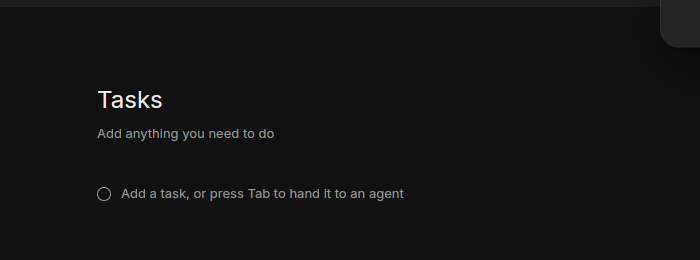 Tasks
Add anything you need to do
Add a task, or press Tab to hand it to an agent